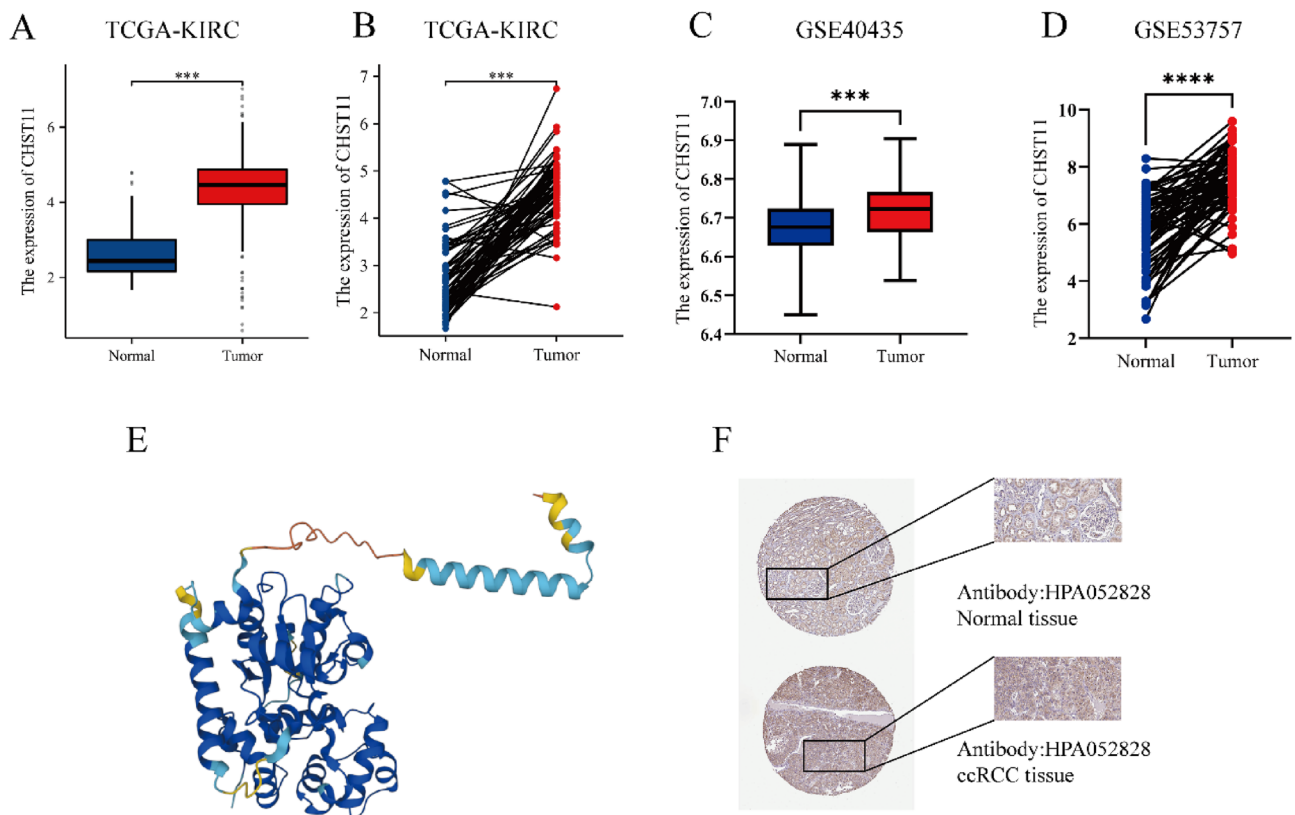 A
TCGA-KIRC
***
The expression of CHST11
6
4
2
Normal
Tumor
B
TCGA-KIRC
***
The expression of CHST11
7
6
5
4
3
2
Normal
Tumor
C
GSE40435
***
The expression of CHST11
7.0
6.9
6.8
6.7
6.6
6.5
6.4
Normal
Tumor
D
GSE53757
****
The expression of CHST11
10
8
6
4
2
Normal
Tumor
E
F
Antibody:HPA052828
Normal tissue
Antibody:HPA052828
ccRCC tissue